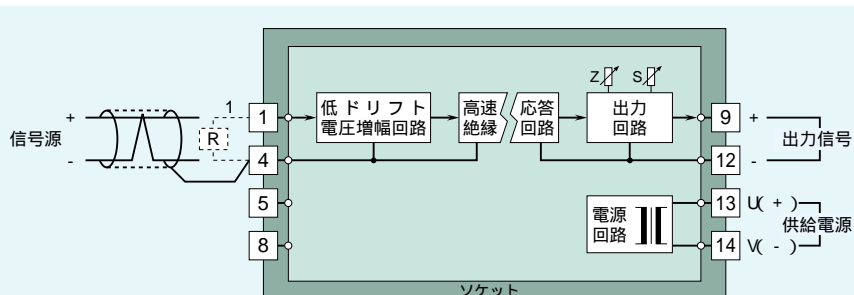 Z S
1
1
低ドリフト
電圧増幅回路
高速
絶縁
応答
回路
出力
回路
9
+
+
信号源
R
出力信号
-
4
12
-
5
13
U( + )
電源
回路
供給電源
8
14
V( - )
ソケット